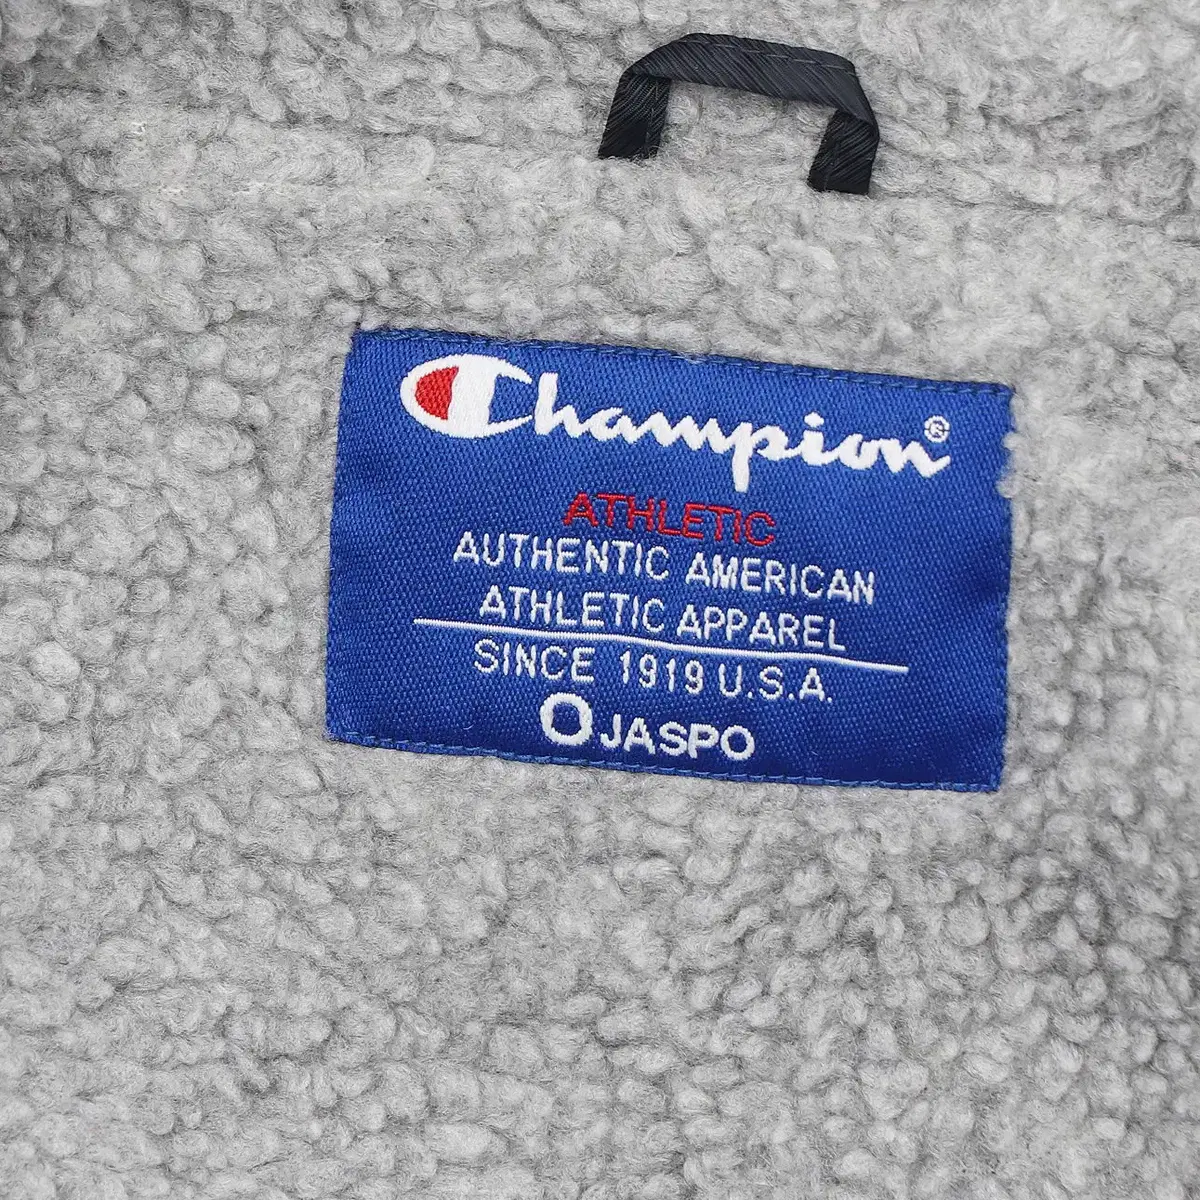 Champion®
ATHLETIC
AUTHENTIC AMERICAN
ATHLETIC APPAREL
SINCE 1919 U.S.A.
O JASPO